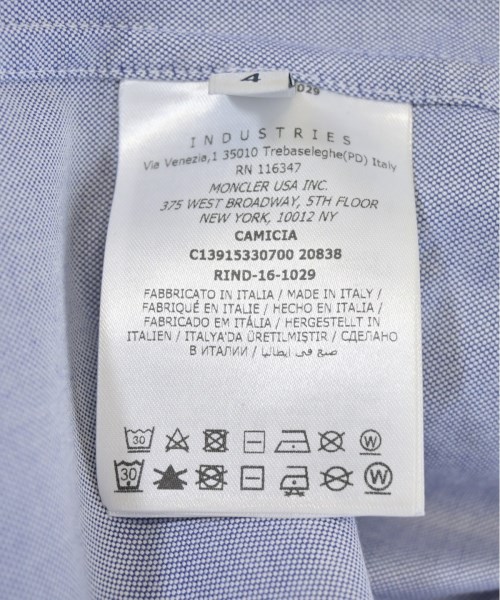 4
D29
INDUSTRIES
Via Venezia,1 35010 Trebaseleghe(PD) Italy
RN 116347
MONCLER USA INC.
375 WEST BROADWAY, 5TH FLOOR
NEW YORK, 10012 NY
CAMICIA
C13915330700 20838
RIND-16-1029
FABBRICATO IN ITALIA / MADE IN ITALY /
FABRIQUÉ EN ITALIE / HECHO EN ITALIA /
FABRICADO EM ITÁLIA / HERGESTELLT IN
ITALIEN / ITALYA'DA ÜRETILMIŞTIR / СДЕЛАНО
В ИТАЛИИ / صنع في ايطاليا
30 W
30 W